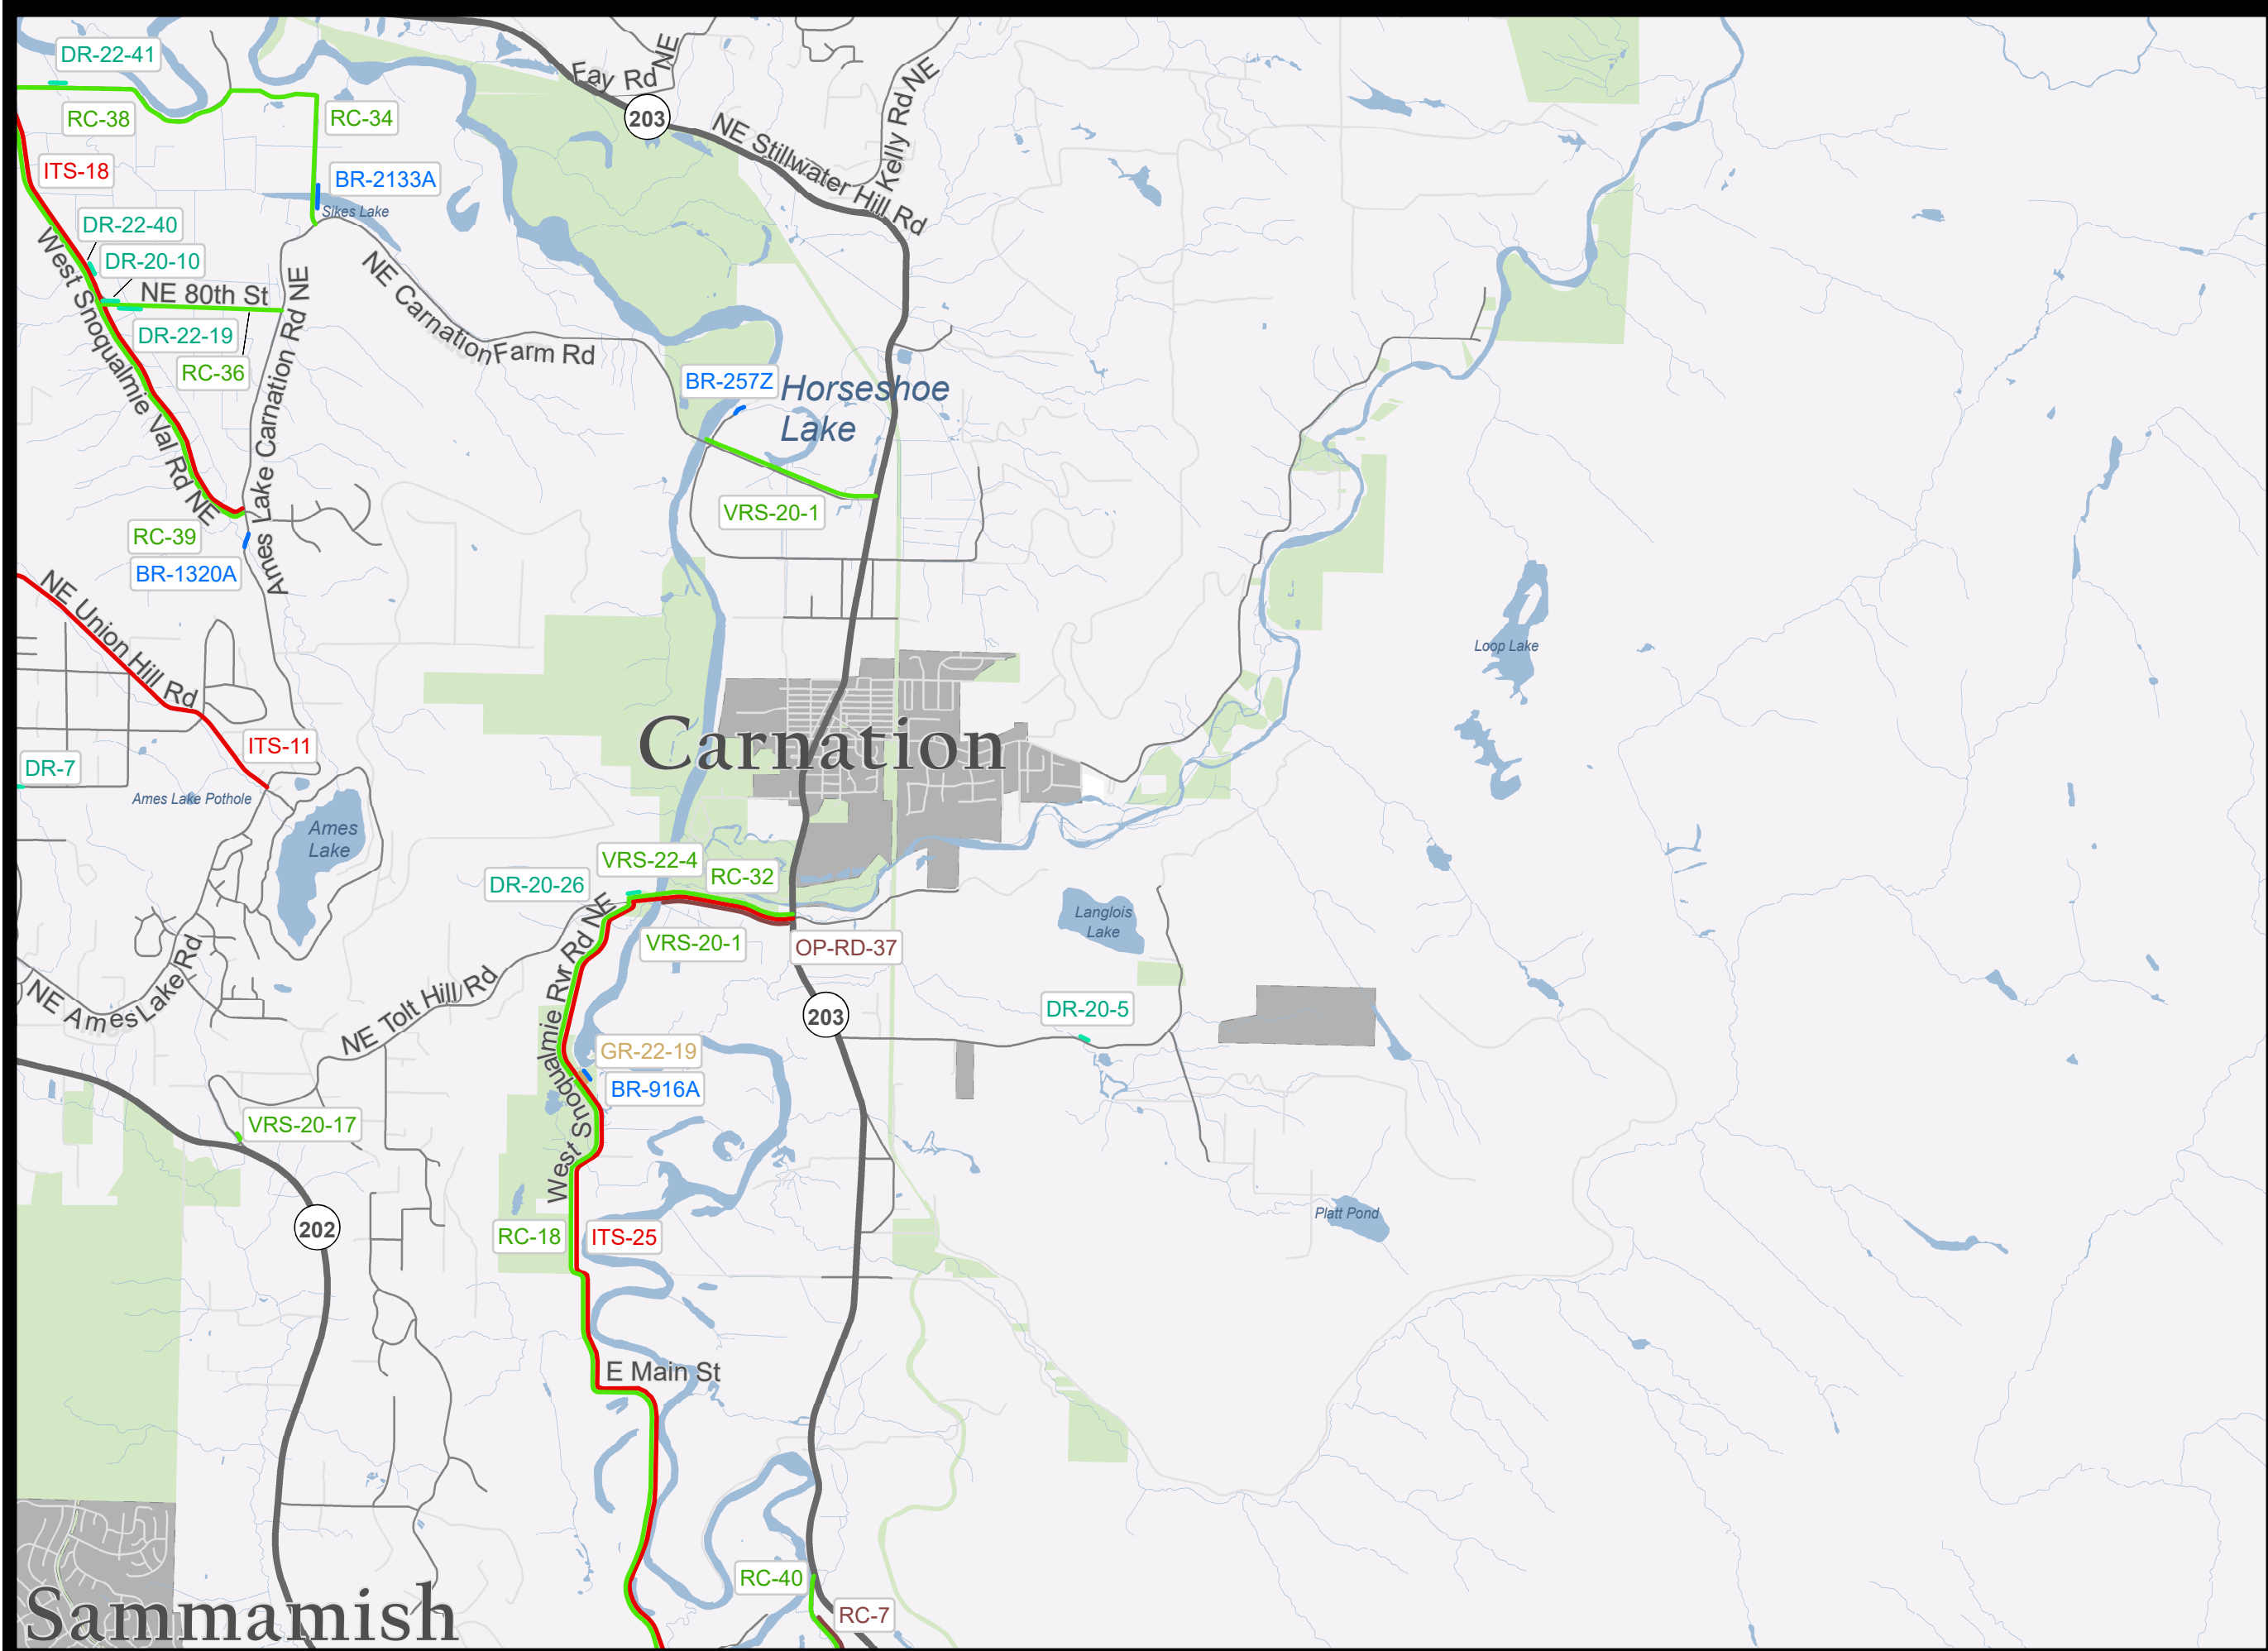 DR-22-41
Fay Rd NE
RC-38
RC-34
203
NE Stillwater Hill Rd
Kelly Rd NE
ITS-18
BR-2133A
Sikes Lake
DR-22-40
DR-20-10
West Snoqualmie Val Rd NE
NE 80th St
NE Carnation Farm Rd
DR-22-19
RC-36
Ames Lake Carnation Rd NE
BR-257Z
Horseshoe
Lake
VRS-20-1
RC-39
BR-1320A
NE Union Hill Rd
Loop Lake
ITS-11
Carnation
DR-7
Ames Lake Pothole
Ames
Lake
VRS-22-4
RC-32
DR-20-26
Langlois
Lake
VRS-20-1
OP-RD-37
NE Ames Lake Rd
NE Tolt Hill Rd
West Snoqualmie Rvr Rd NE
203
DR-20-5
GR-22-19
BR-916A
VRS-20-17
202
Platt Pond
RC-18
ITS-25
E Main St
RC-40
RC-7
Sammamish